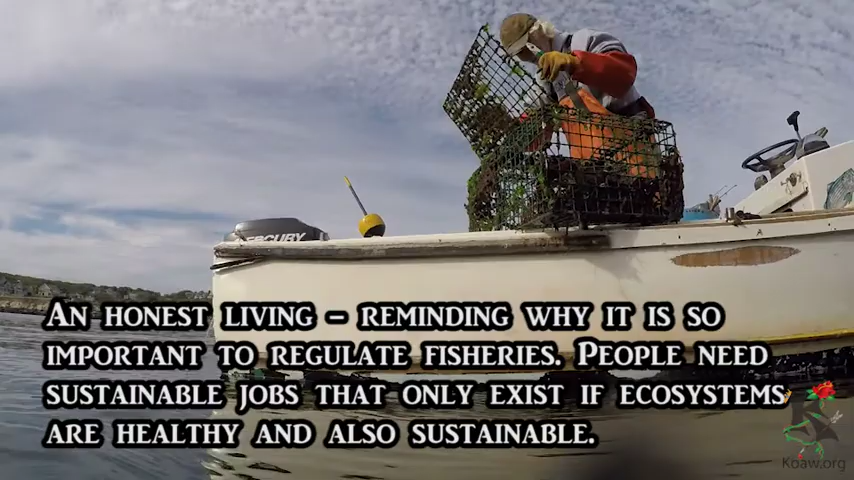 MERCURY
An honest living – reminding why it is so
important to regulate fisheries. People need
sustainable jobs that only exist if ecosystems
are healthy and also sustainable.
Koaw.org